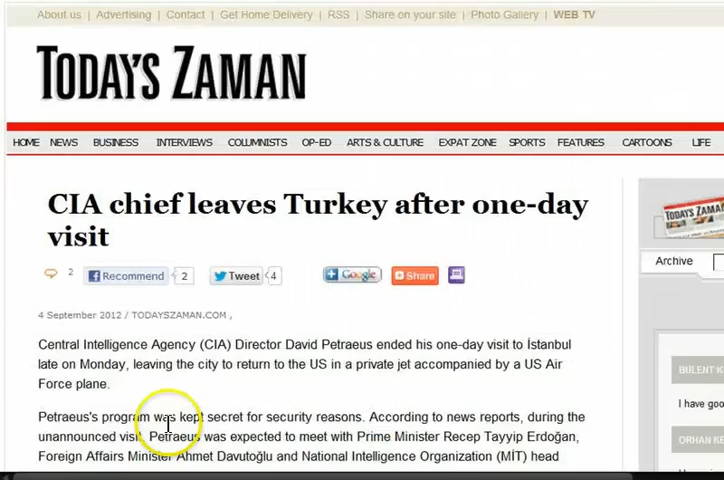 About us | Advertising | Contact | Get Home Delivery | RSS | Share on your site | Photo Gallery | WEB TV
TODAY'S ZAMAN
HOME NEWS BUSINESS INTERVIEWS COLUMNISTS OP-ED ARTS & CULTURE EXPAT ZONE SPORTS FEATURES CARTOONS LIFE
CIA chief leaves Turkey after one-day
visit
2 Recommend 2 Tweet 4 Google Share
TODAY'S ZAMA
Archive
4 September 2012 / TODAYSZAMAN.COM ,
Central Intelligence Agency (CIA) Director David Petraeus ended his one-day visit to İstanbul
late on Monday, leaving the city to return to the US in a private jet accompanied by a US Air
Force plane.
Petraeus's program was kept secret for security reasons. According to news reports, during the
unannounced visit, Petraeus was expected to meet with Prime Minister Recep Tayyip Erdoğan,
Foreign Affairs Minister Ahmet Davutoğlu and National Intelligence Organization (MİT) head
BULENT K
I have goo
ORHAN KE